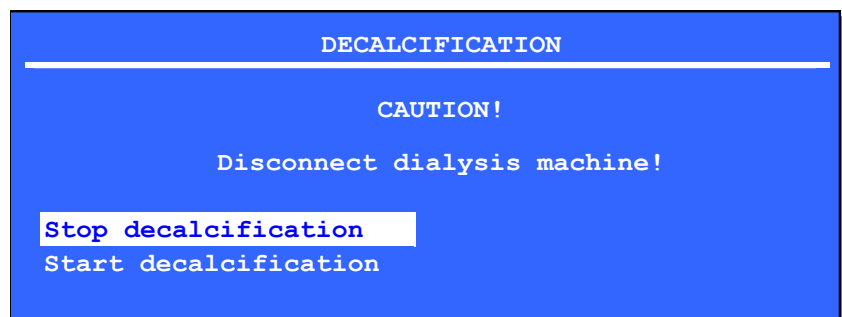 DECALCIFICATION
CAUTION!
Disconnect dialysis machine!
Stop decalcification
Start decalcification